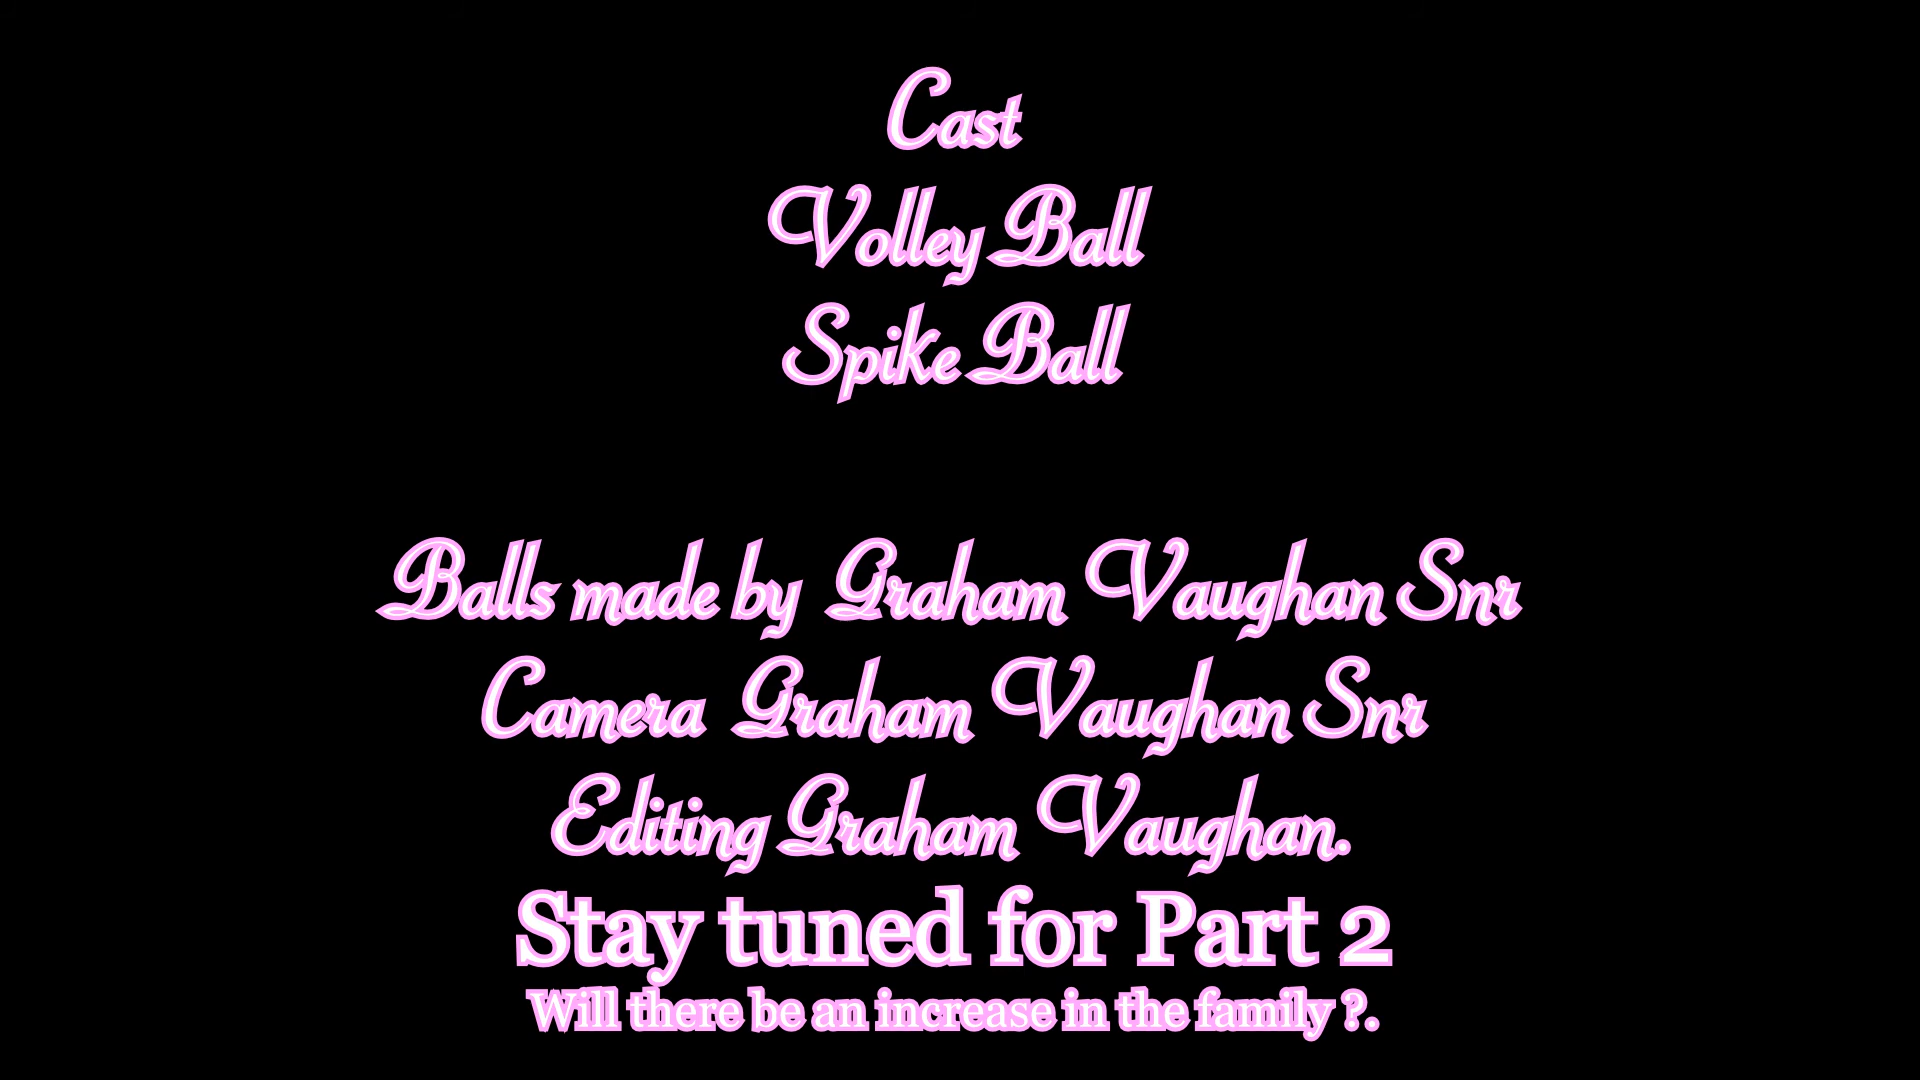 Cast
Volley Ball
Spike Ball
Balls made by Graham Vaughan Snr
Camera Graham Vaughan Snr
Editing Graham Vaughan.
Stay tuned for Part 2
Will there be an increase in the family ?.